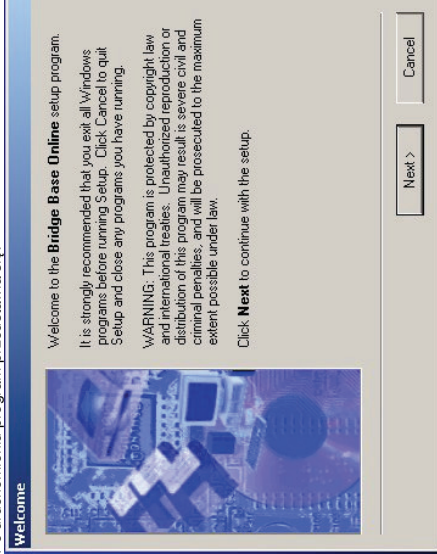 Welcome
Welcome to the Bridge Base Online setup program.
It is strongly recommended that you exit all Windows
programs before running Setup. Click Cancel to quit
Setup and close any programs you have running.
WARNING: This program is protected by copyright law
and international treaties. Unauthorized reproduction or
distribution of this program may result is severe civil and
criminal penalties, and will be prosecuted to the maximum
extent possible under law.
Click Next to continue with the setup.
Next >
Cancel